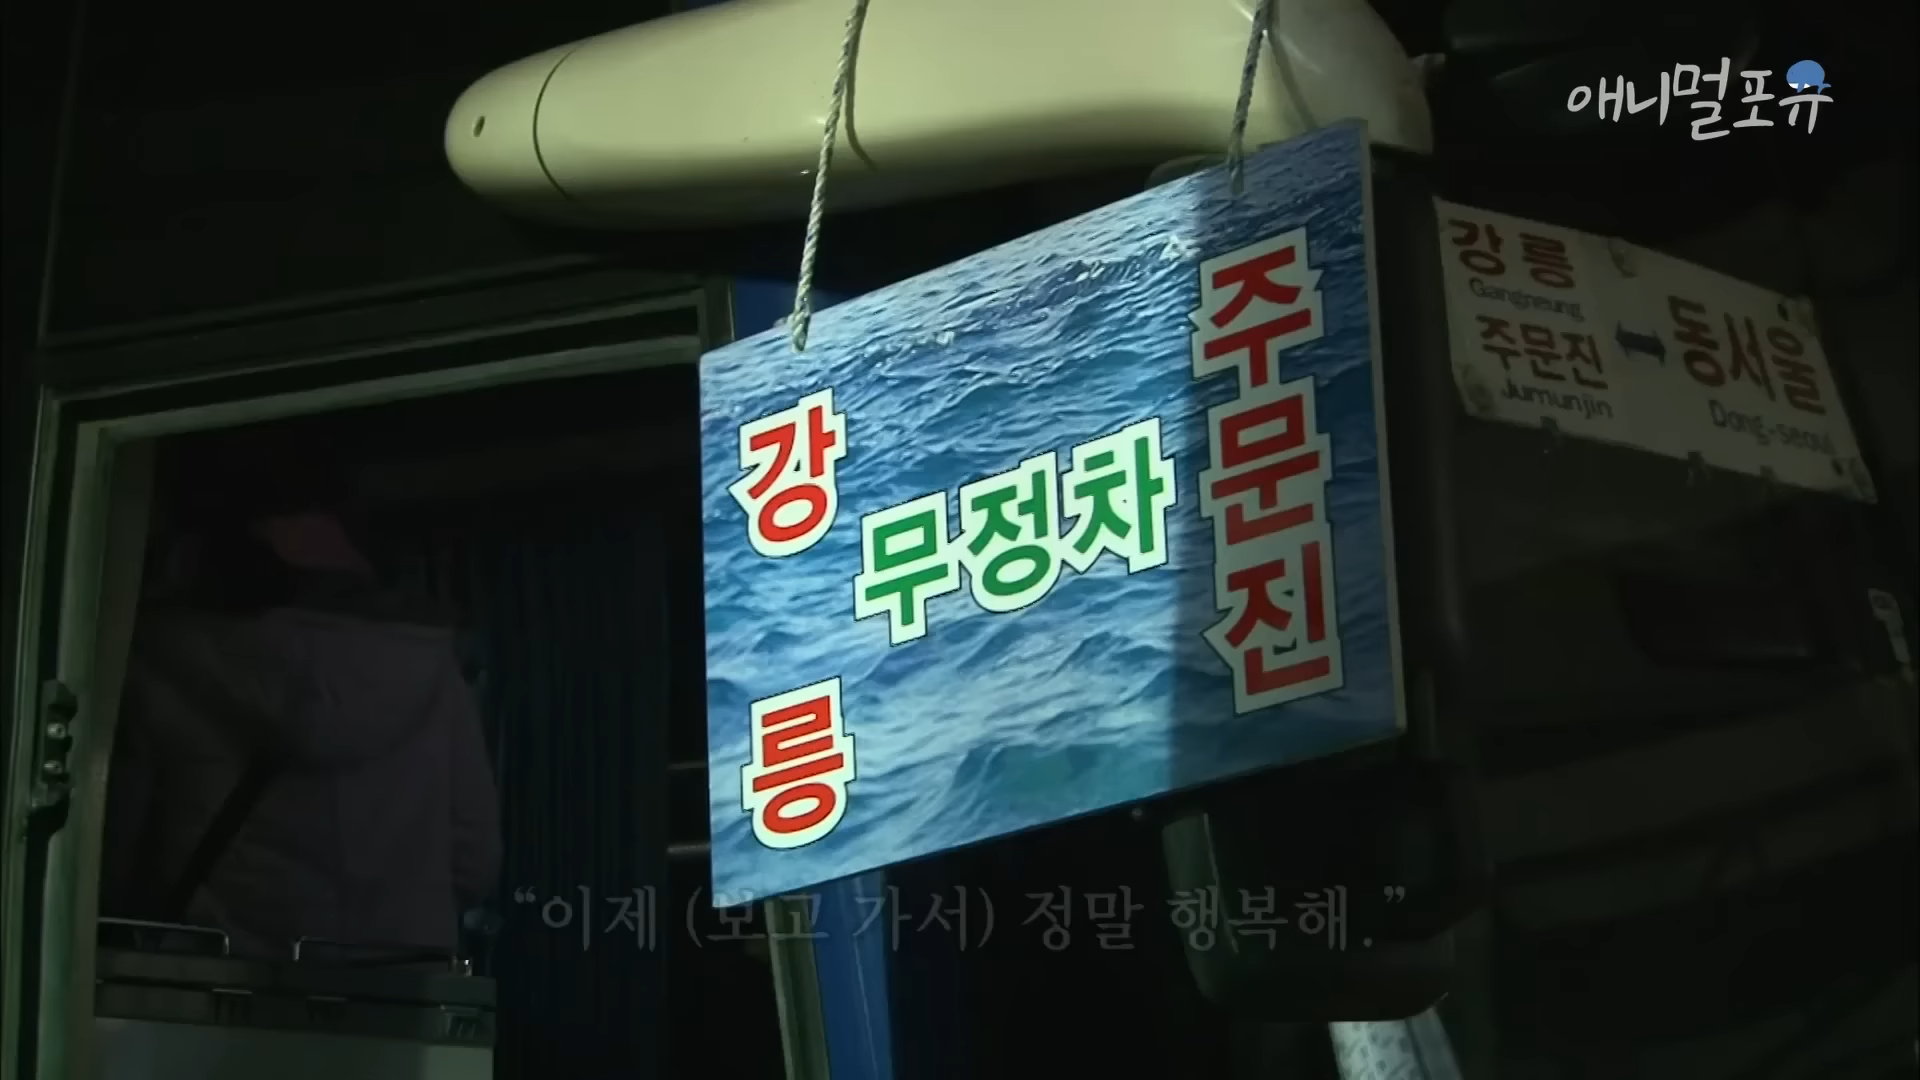 애니멀포유
강릉
무정차
주문진
강릉
Gangneung
주문진
Jumunjin
동서울
Dong-seoul
“이제 (보고 가서) 정말 행복해.”